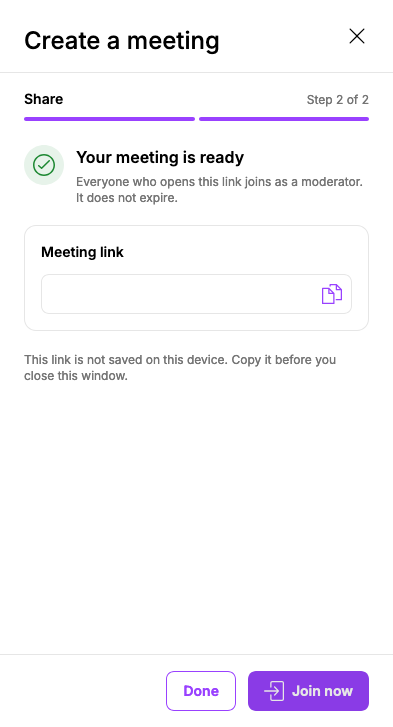 Create a meeting
Share
Step 2 of 2
Your meeting is ready
Everyone who opens this link joins as a moderator.
It does not expire.
Meeting link
This link is not saved on this device. Copy it before you
close this window.
Done
Join now